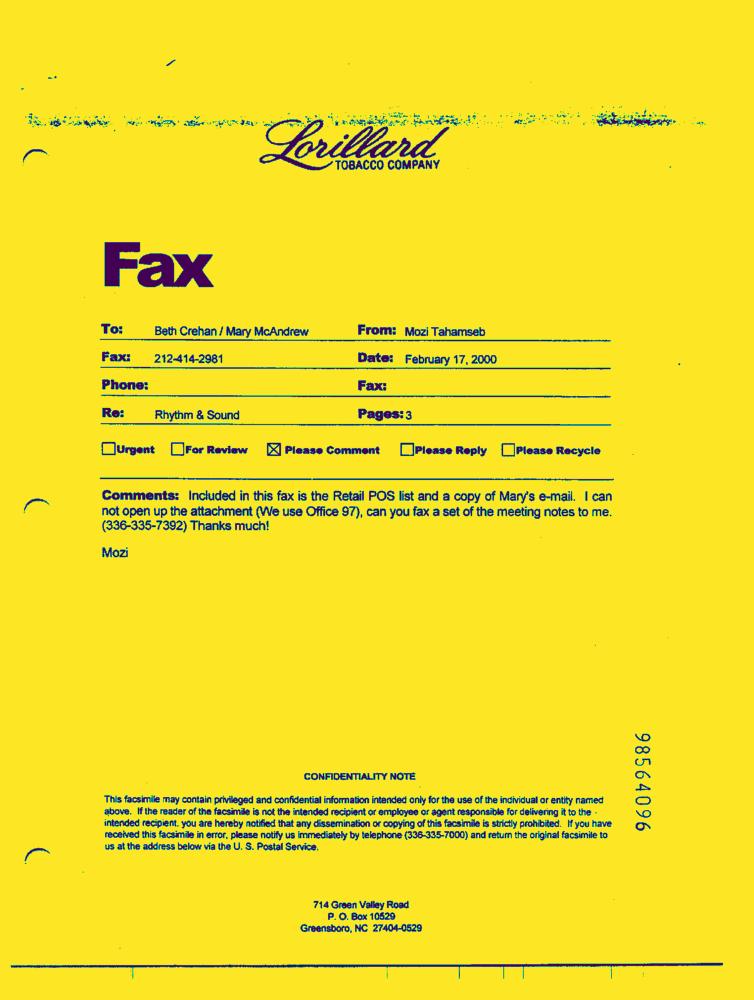 Lorillard
TOBACCO COMPANY
Fax
To: Beth Crehan / Mary McAndrew From: Mozi Tahamseb
Fax: 212-414-2981 Date: February 17, 2000
Phone: Fax:
Re: Rhythm & Sound Pages: 3
☐Urgent ☐For Review ☒ Please Comment ☐Please Reply ☐Please Recycle
Comments: Included in this fax is the Retail POS list and a copy of Mary's e-mail. I can
not open up the attachment (We use Office 97), can you fax a set of the meeting notes to me.
(336-335-7392) Thanks much!
Mozi
98564096
CONFIDENTIALITY NOTE
This facsimile may contain privileged and confidential information intended only for the use of the individual or entity named
above. If the reader of the facsimile is not the intended recipient or employee or agent responsible for delivering it to the
intended recipient, you are hereby notified that any dissemination or copying of this facsimile is strictly prohibited. If you have
received this facsimile in error, please notify us immediately by telephone (336-335-7000) and return the original facsimile to
us at the address below via the U. S. Postal Service.
714 Green Valley Road
P. O. Box 10529
Greensboro, NC 27404-0529